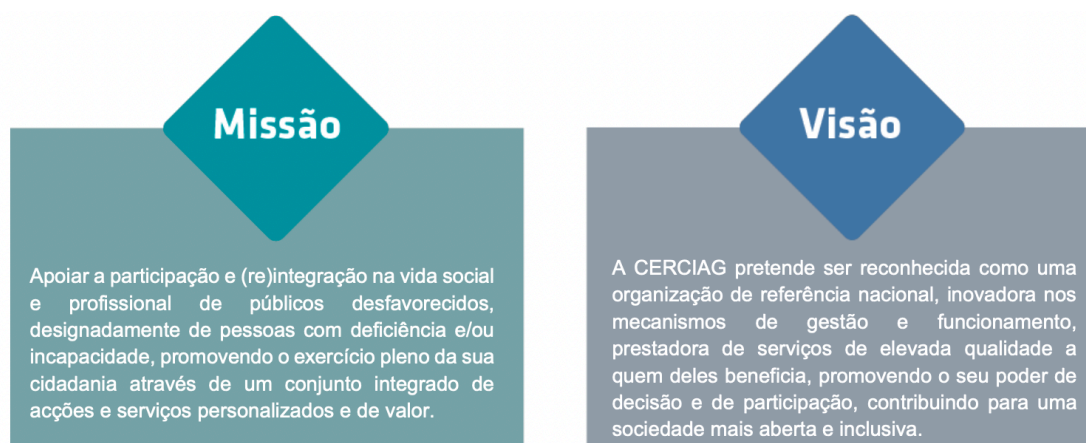 Missão
Apoiar a participação e (re)integração na vida social
e profissional de públicos desfavorecidos,
designadamente de pessoas com deficiência e/ou
incapacidade, promovendo o exercício pleno da sua
cidadania através de um conjunto integrado de
acções e serviços personalizados e de valor.
Visão
A CERCIAG pretende ser reconhecida como uma
organização de referência nacional, inovadora nos
mecanismos de gestão e funcionamento,
prestadora de serviços de elevada qualidade a
quem deles beneficia, promovendo o seu poder de
decisão e de participação, contribuindo para uma
sociedade mais aberta e inclusiva.